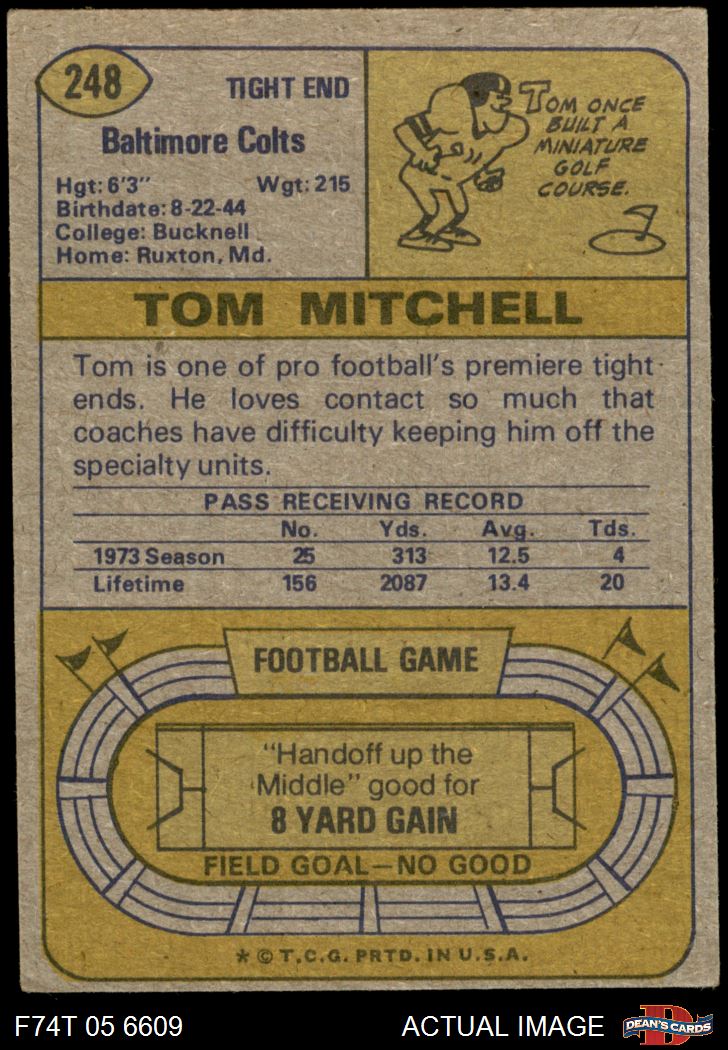 248
TIGHT END
Baltimore Colts
Hgt: 6'3" Wgt: 215
Birthdate: 8-22-44
College: Bucknell
Home: Ruxton, Md.
TOM ONCE
BUILT A
MINIATURE
GOLF
COURSE.
TOM MITCHELL
Tom is one of pro football's premiere tight
ends. He loves contact so much that
coaches have difficulty keeping him off the
specialty units.
PASS RECEIVING RECORD
No. Yds. Avg. Tds.
1973 Season 25 313 12.5 4
Lifetime 156 2087 13.4 20
FOOTBALL GAME
"Handoff up the
Middle" good for
8 YARD GAIN
FIELD GOAL—NO GOOD
* © T.C.G. PRTD. IN U.S.A.
F74T 05 6609 ACTUAL IMAGE
D
DEAN'S CARDS